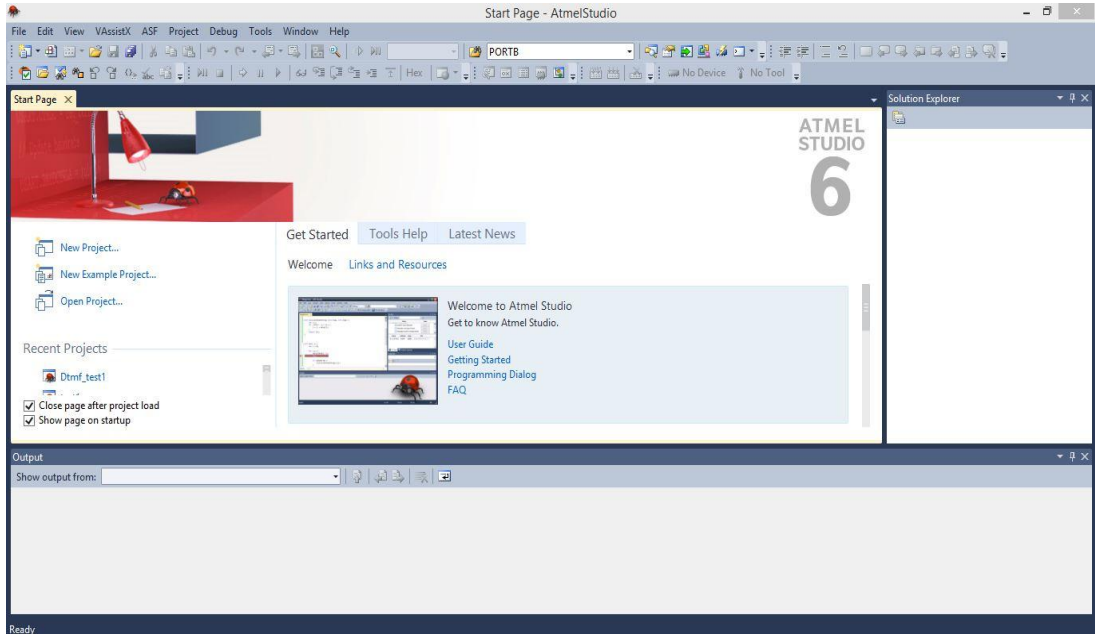 Start Page - AtmelStudio
File Edit View VAssistX ASF Project Debug Tools Window Help
PORTB
Hex No Device No Tool
Start Page
Solution Explorer
ATMEL
STUDIO
6
New Project...
New Example Project...
Open Project...
Recent Projects
Dtmf_test1
Close page after project load
Show page on startup
Get Started Tools Help Latest News
Welcome Links and Resources
Welcome to Atmel Studio
Get to know Atmel Studio.
User Guide
Getting Started
Programming Dialog
FAQ
Output
Show output from:
Ready